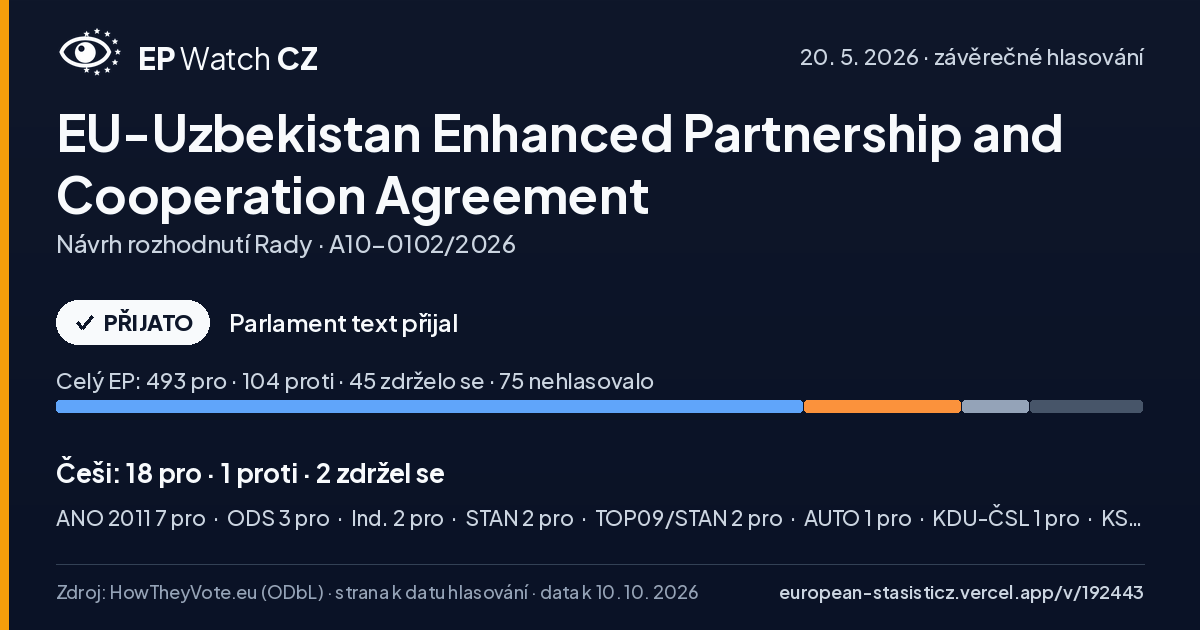 EP Watch CZ
20. 5. 2026 · závěrečné hlasování
EU-Uzbekistan Enhanced Partnership and
Cooperation Agreement
Návrh rozhodnutí Rady · A10-0102/2026
✓ PŘIJATO
Parlament text přijal
Celý EP: 493 pro · 104 proti · 45 zdrželo se · 75 nehlasovalo
Češi: 18 pro · 1 proti · 2 zdržel se
ANO 2011 7 pro · ODS 3 pro · Ind. 2 pro · STAN 2 pro · TOP09/STAN 2 pro · AUTO 1 pro · KDU-ČSL 1 pro · KS…
Zdroj: HowTheyVote.eu (ODbL) · strana k datu hlasování · data k 10. 10. 2026
european-stasisticz.vercel.app/v/192443